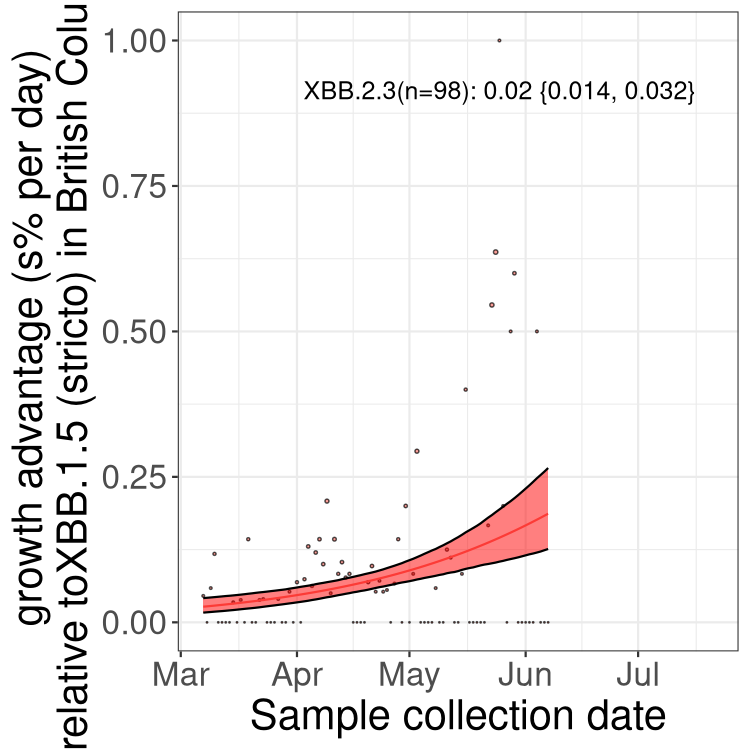 growth advantage (s% per day)
relative toXBB.1.5 (stricto) in British Colu
1.00
0.75
0.50
0.25
0.00
XBB.2.3(n=98): 0.02 {0.014, 0.032}
Mar Apr May Jun Jul
Sample collection date